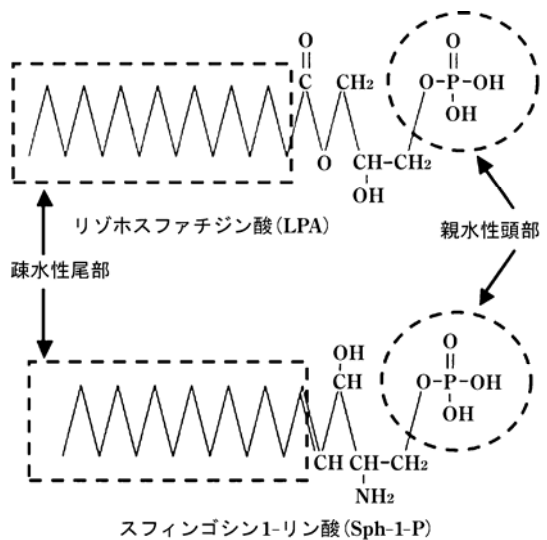 O
C
CH2
O
CH-CH2
OH
O
O-P-OH
OH
リゾホスファチジン酸(LPA)
疎水性尾部
親水性頭部
OH
CH
CH CH-CH2
NH2
O
O-P-OH
OH
スフィンゴシン1-リン酸(Sph-1-P)